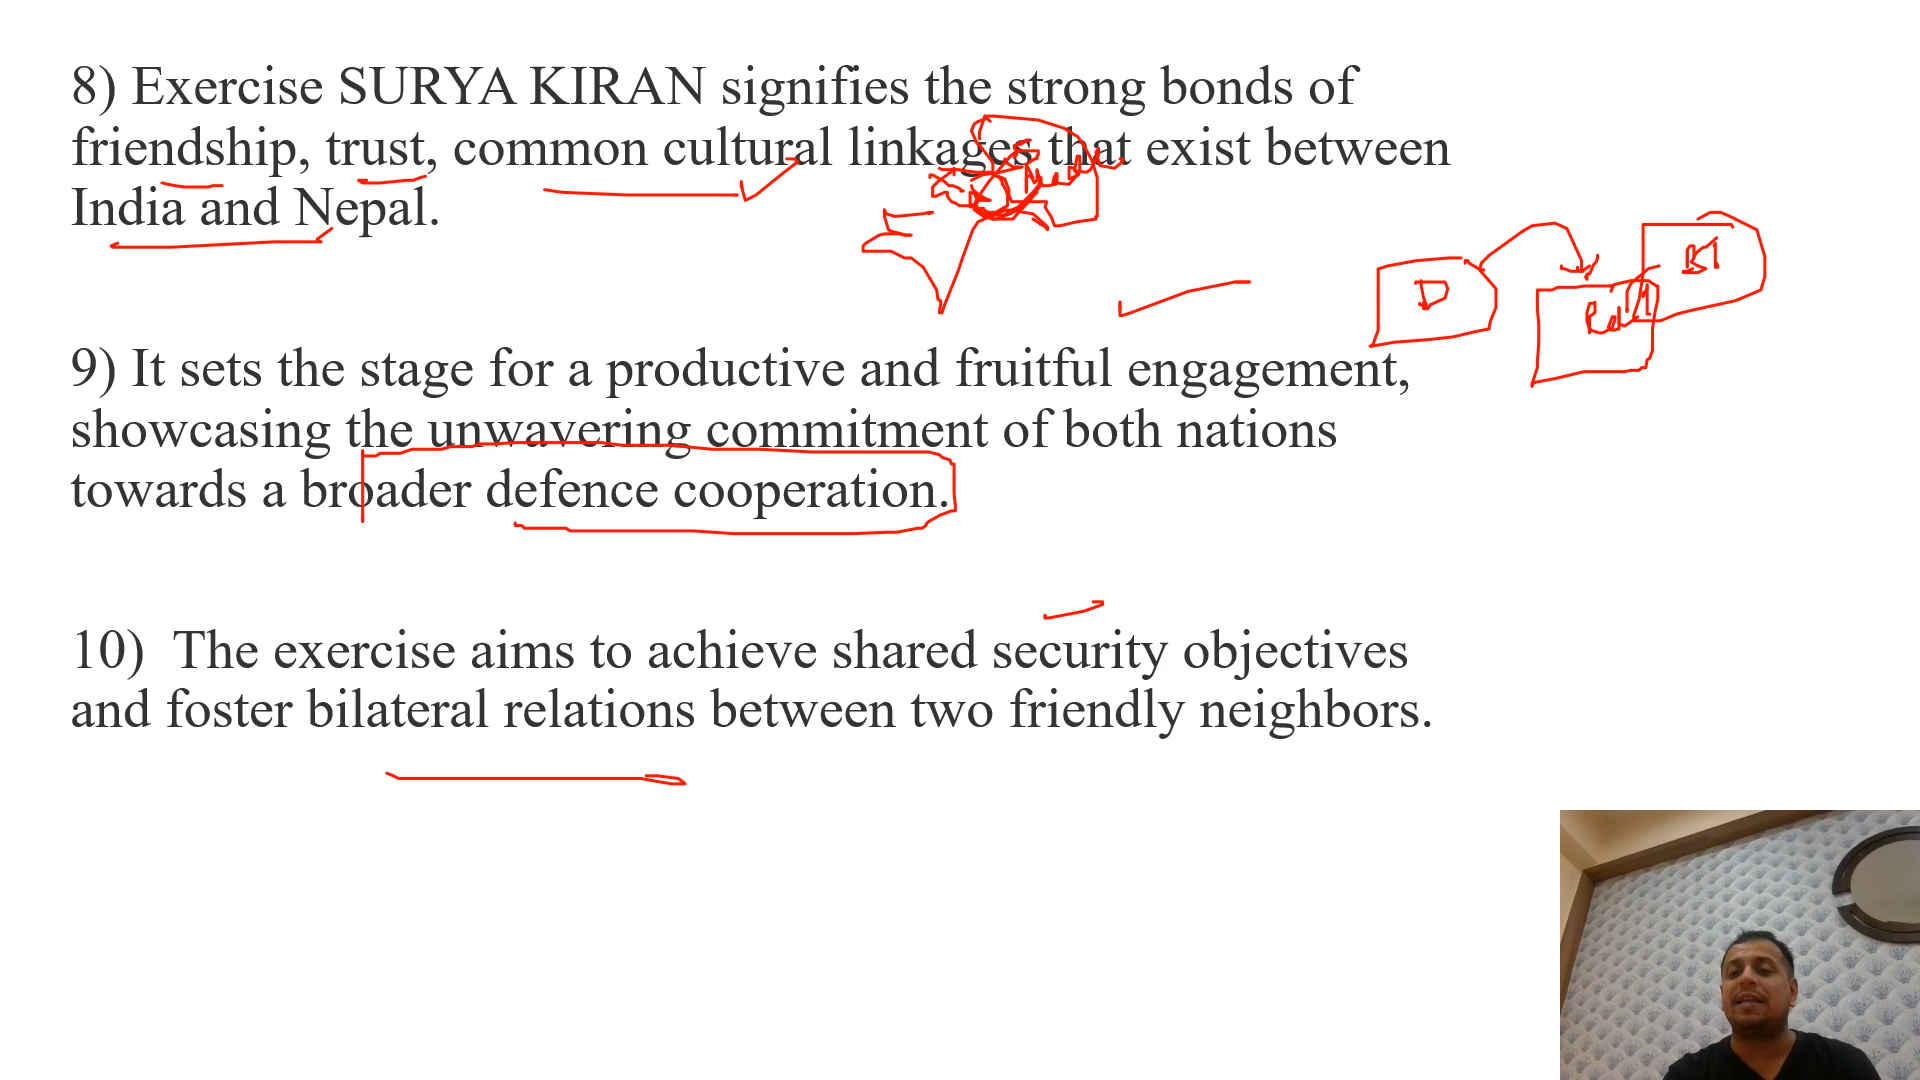 8) Exercise SURYA KIRAN signifies the strong bonds of
friendship, trust, common cultural linkages that exist between
India and Nepal.
D
9) It sets the stage for a productive and fruitful engagement,
showcasing the unwavering commitment of both nations
towards a broader defence cooperation.
10) The exercise aims to achieve shared security objectives
and foster bilateral relations between two friendly neighbors.